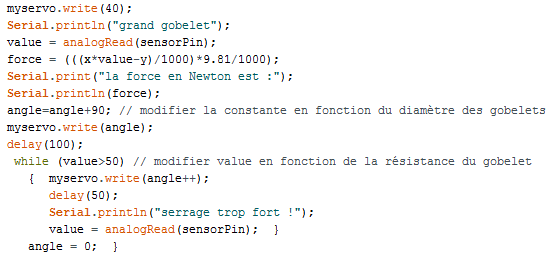 myservo.write(40);
Serial.println("grand gobelet");
value = analogRead(sensorPin);
force = (((x*value-y)/1000)*9.81/1000);
Serial.print("la force en Newton est :");
Serial.println(force);
angle=angle+90; // modifier la constante en fonction du diamètre des gobelets
myservo.write(angle);
delay(100);
while (value>50) // modifier value en fonction de la résistance du gobelet
{ myservo.write(angle++);
delay(50);
Serial.println("serrage trop fort !");
value = analogRead(sensorPin); }
angle = 0; }